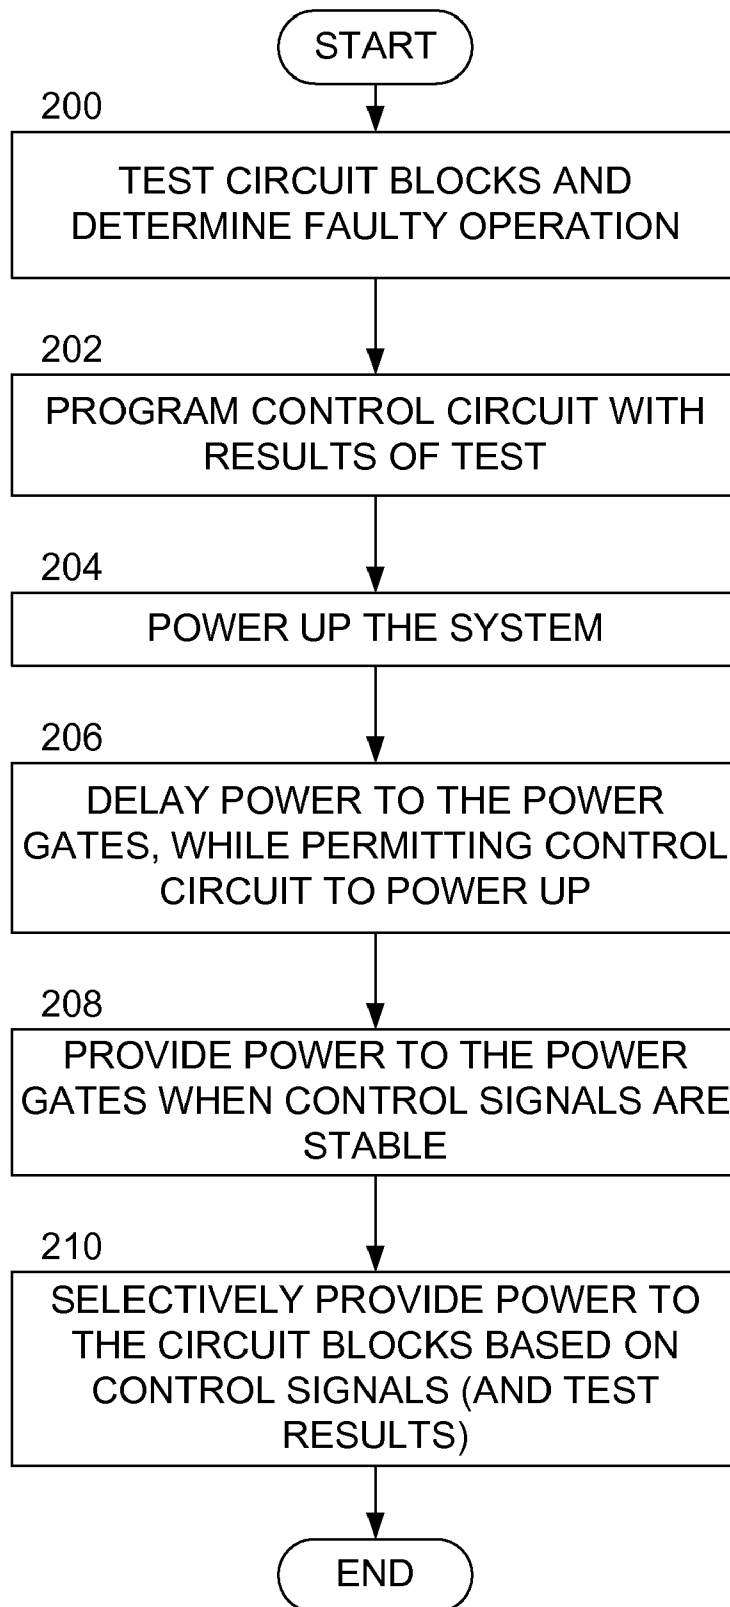 START
200
TEST CIRCUIT BLOCKS AND
DETERMINE FAULTY OPERATION
202
PROGRAM CONTROL CIRCUIT WITH
RESULTS OF TEST
204
POWER UP THE SYSTEM
206
DELAY POWER TO THE POWER
GATES, WHILE PERMITTING CONTROL
CIRCUIT TO POWER UP
208
PROVIDE POWER TO THE POWER
GATES WHEN CONTROL SIGNALS ARE
STABLE
210
SELECTIVELY PROVIDE POWER TO
THE CIRCUIT BLOCKS BASED ON
CONTROL SIGNALS (AND TEST
RESULTS)
END